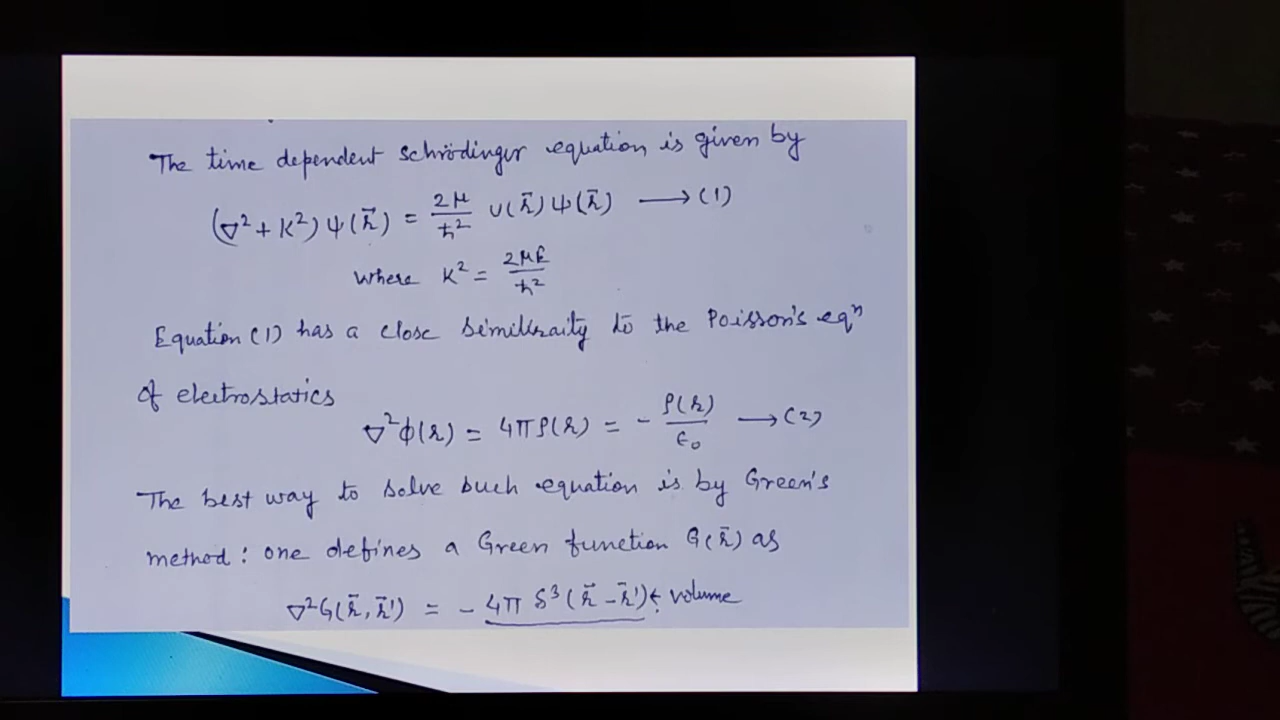 The time dependent schrödinger equation is given by
(∇² + K²) ψ(r̄) = 2μ/ħ² U(r̄) ψ(r̄) ⟶ (1)
where K² = 2μE/ħ²
Equation (1) has a close similiraity to the Poisson's eqⁿ
of electrostatics
∇²φ(r) = 4πρ(r) = - ρ(r)/ε₀ ⟶ (2)
The best way to solve such equation is by Green's
method : one defines a Green function G(r̄) as
∇²G(r̄, r̄') = - 4π δ³(r̄ - r̄') ← volume